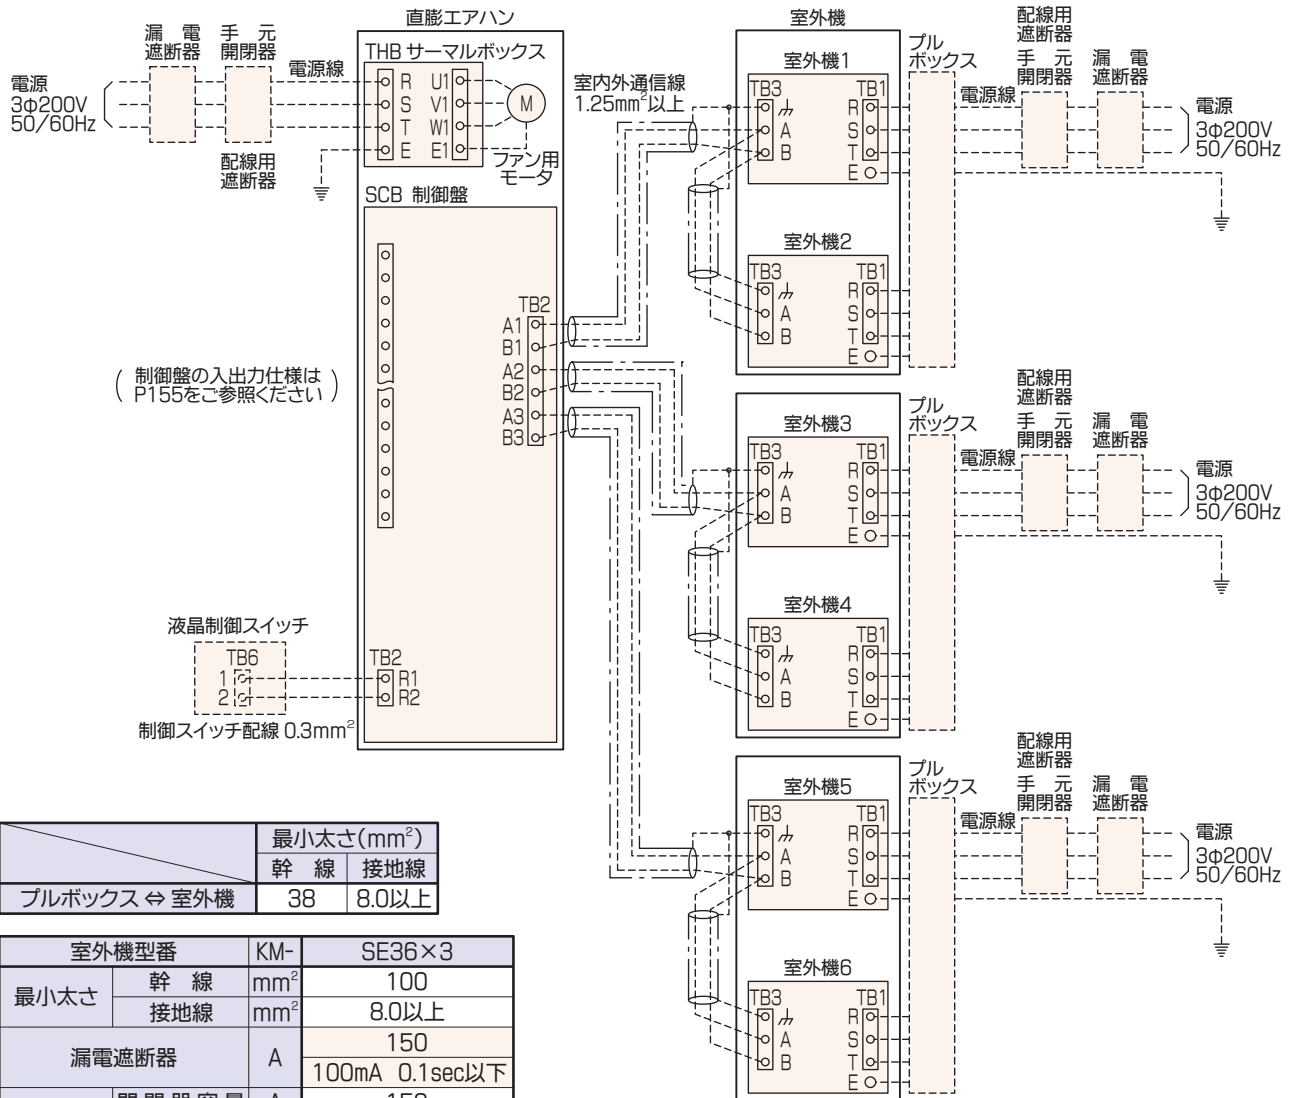 直膨エアハン
漏 電
遮断器
手 元
開閉器
配線用
遮断器
電源線
電源
3φ200V
50/60Hz
THB サーマルボックス
R U1
S V1
T W1
E E1
M
ファン用
モータ
SCB 制御盤
TB2
A1
B1
A2
B2
A3
B3
(制御盤の入出力仕様は
P155をご参照ください)
液晶制御スイッチ
TB6
1
2
TB2
R1
R2
制御スイッチ配線 0.3mm²
室内外通信線
1.25mm²以上
室外機
室外機1
TB3 TB1
R
A S
B T
E
室外機2
TB3 TB1
R
A S
B T
E
プル
ボックス
電源線
配線用
遮断器
手 元
開閉器
漏 電
遮断器
電源
3φ200V
50/60Hz
室外機3
TB3 TB1
R
A S
B T
E
室外機4
TB3 TB1
R
A S
B T
E
プル
ボックス
電源線
配線用
遮断器
手 元
開閉器
漏 電
遮断器
電源
3φ200V
50/60Hz
室外機5
TB3 TB1
R
A S
B T
E
室外機6
TB3 TB1
R
A S
B T
E
プル
ボックス
電源線
配線用
遮断器
手 元
開閉器
漏 電
遮断器
電源
3φ200V
50/60Hz
最小太さ(mm²)
幹 線 接地線
プルボックス ⇔ 室外機 38 8.0以上
室外機型番 KM- SE36×3
最小太さ 幹 線 mm² 100
接地線 mm² 8.0以上
漏電遮断器 A 150
100mA 0.1sec以下
開閉器容量 A 150